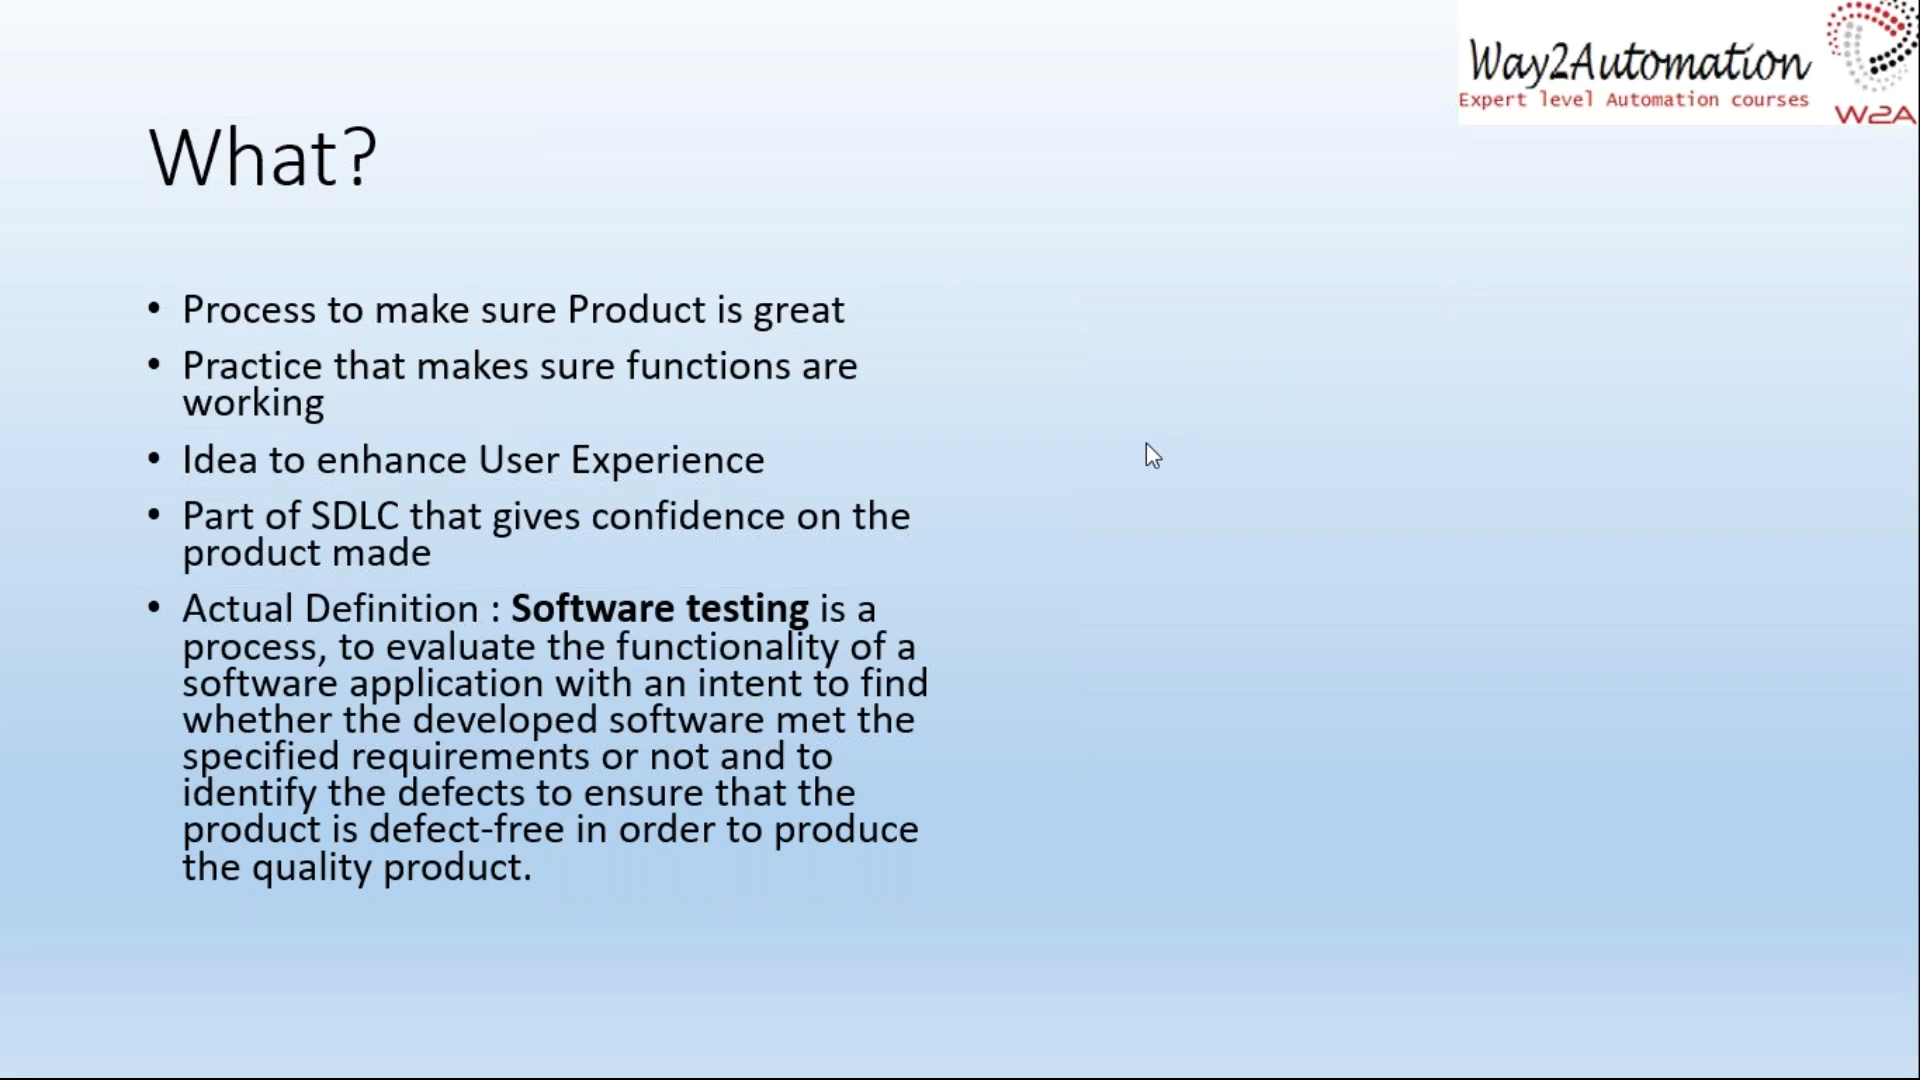 Way2Automation
Expert level Automation courses
W2A
What?
• Process to make sure Product is great
• Practice that makes sure functions are
working
• Idea to enhance User Experience
• Part of SDLC that gives confidence on the
product made
• Actual Definition : Software testing is a
process, to evaluate the functionality of a
software application with an intent to find
whether the developed software met the
specified requirements or not and to
identify the defects to ensure that the
product is defect-free in order to produce
the quality product.